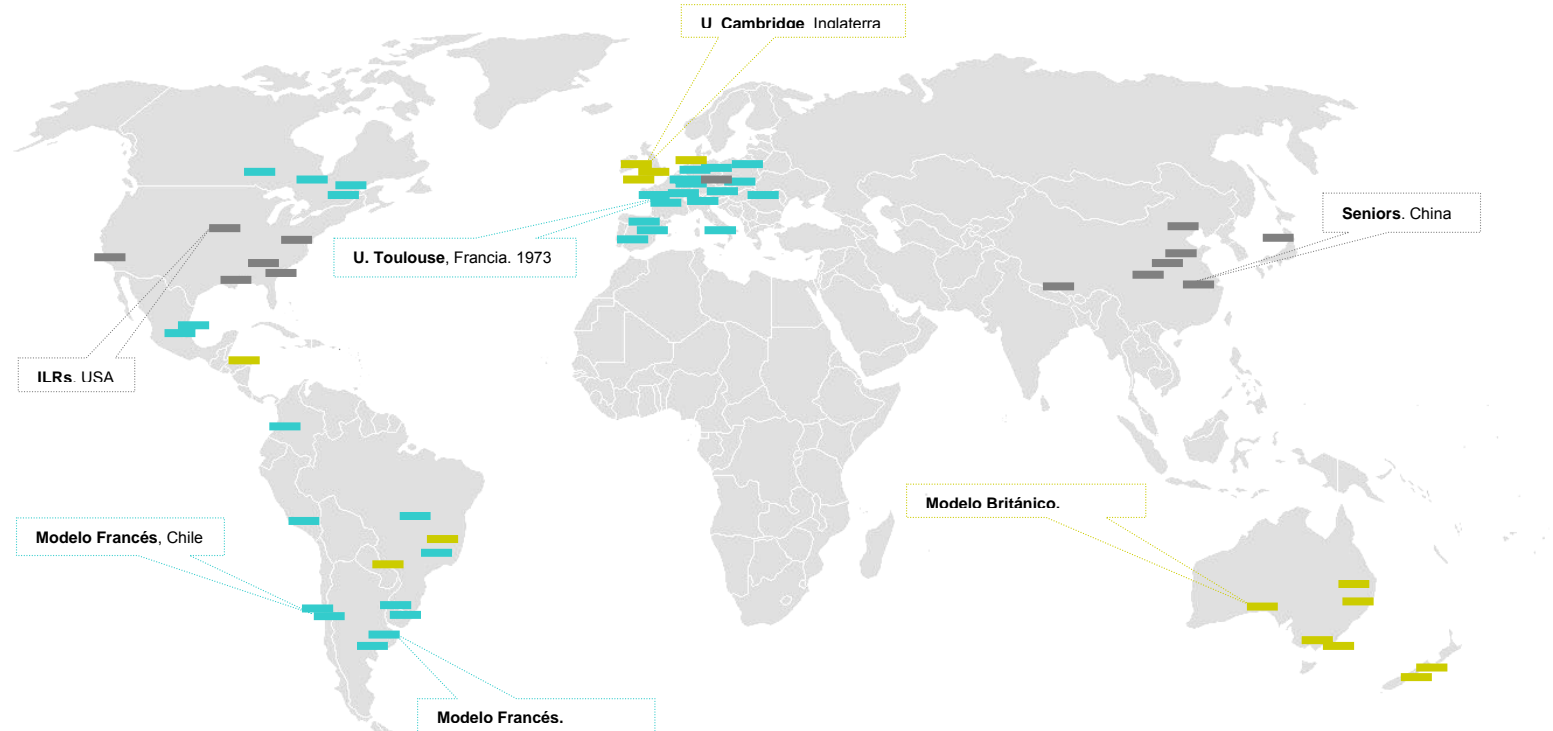 U. Cambridge, Inglaterra
Seniors. China
U. Toulouse, Francia. 1973
ILRs. USA
Modelo Británico.
Modelo Francés, Chile
Modelo Francés.